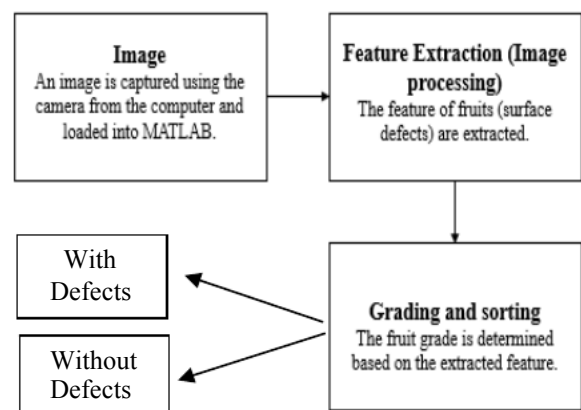 Image
An image is captured using the
camera from the computer and
loaded into MATLAB.
Feature Extraction (Image
processing)
The feature of fruits (surface
defects) are extracted.
Grading and sorting
The fruit grade is determined
based on the extracted feature.
With
Defects
Without
Defects